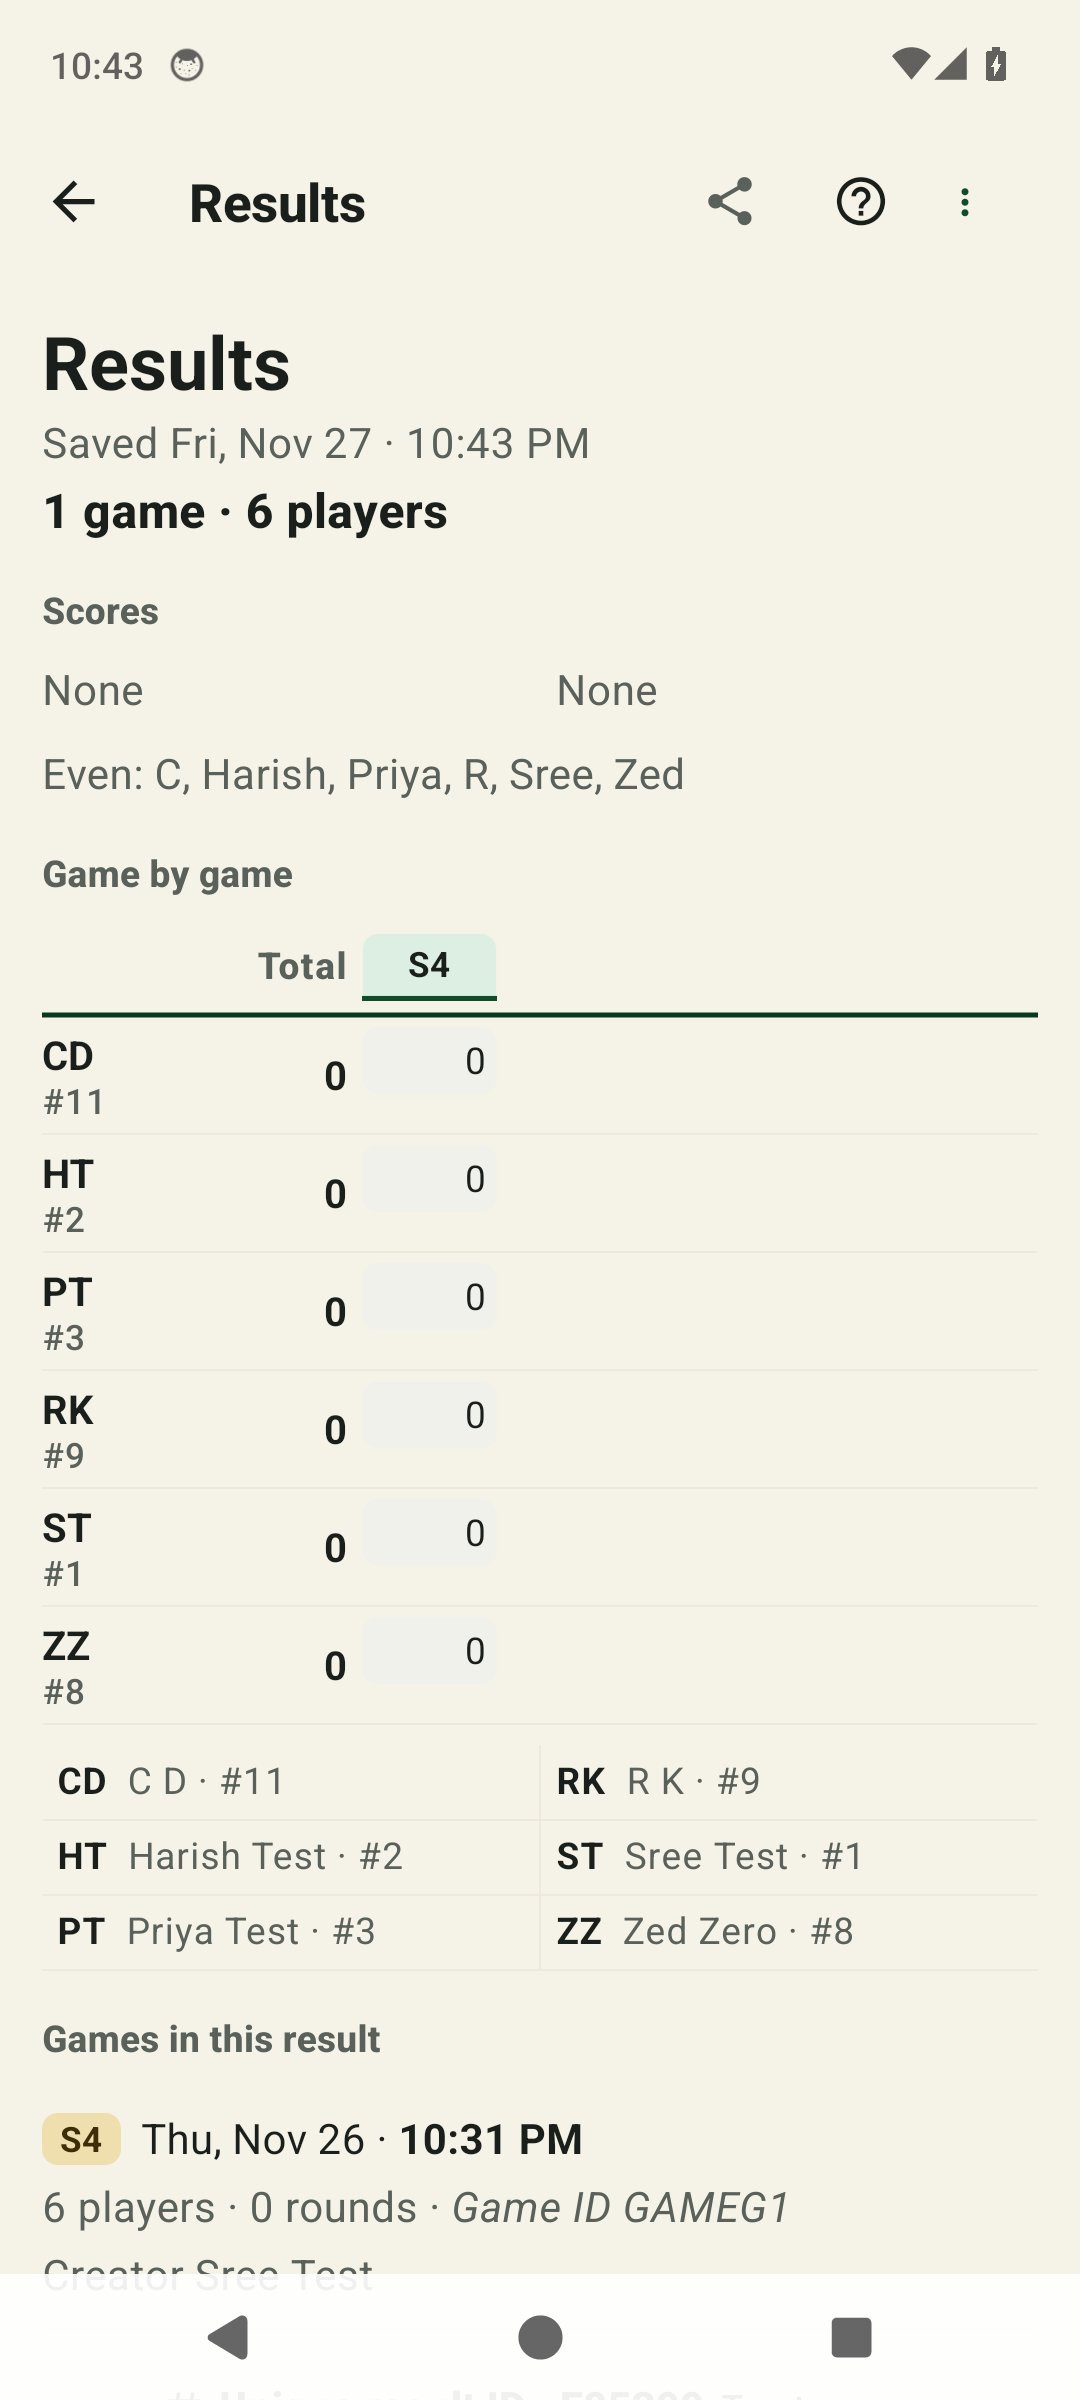 10:43
Results
Results
Saved Fri, Nov 27 · 10:43 PM
1 game · 6 players
Scores
None None
Even: C, Harish, Priya, R, Sree, Zed
Game by game
Total S4
CD 0 0
#11
HT 0 0
#2
PT 0 0
#3
RK 0 0
#9
ST 0 0
#1
ZZ 0 0
#8
CD C D · #11 RK R K · #9
HT Harish Test · #2 ST Sree Test · #1
PT Priya Test · #3 ZZ Zed Zero · #8
Games in this result
S4 Thu, Nov 26 · 10:31 PM
6 players · 0 rounds · Game ID GAMEG1
Creator Sree Test